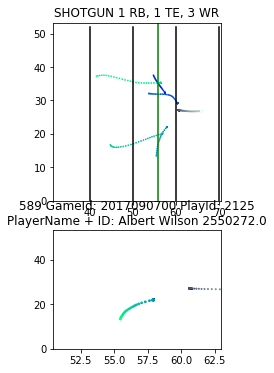 SHOTGUN 1 RB, 1 TE, 3 WR
50
40
30
20
10
0
40 50 60 70
589 GameId: 2017090700 PlayId: 2125
PlayerName + ID: Albert Wilson 2550272.0
40
20
0
52.5 55.0 57.5 60.0 62.5